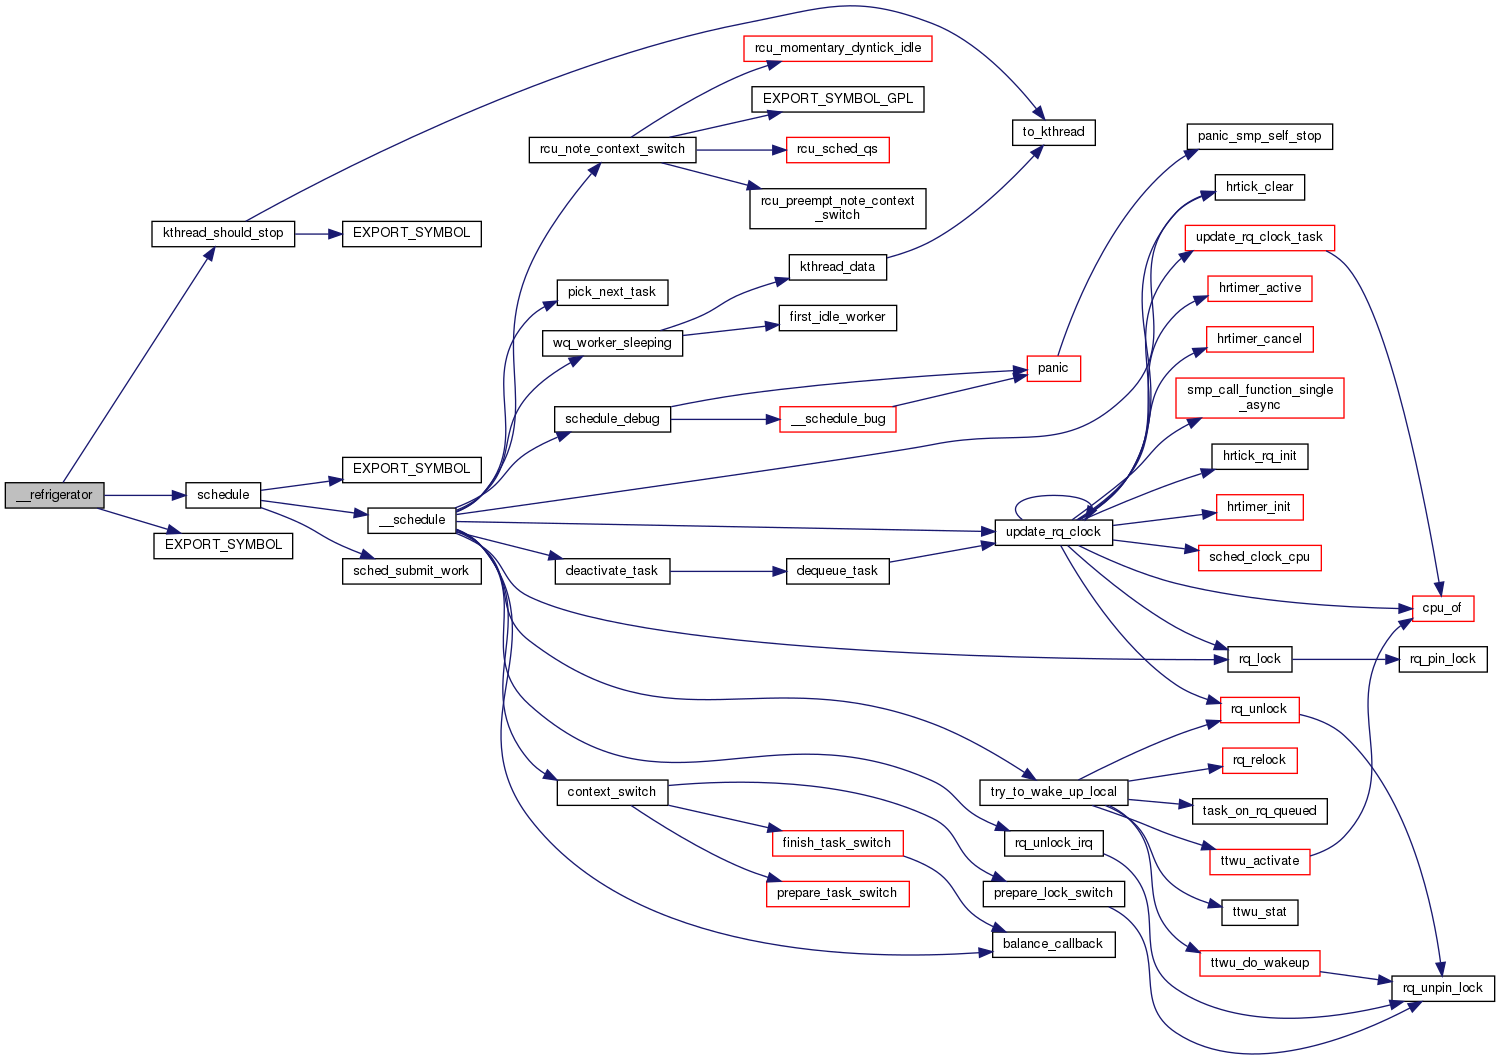 rcu_momentary_dyntick_idle
EXPORT_SYMBOL_GPL
to_kthread
panic_smp_self_stop
rcu_note_context_switch
rcu_sched_qs
hrtick_clear
rcu_preempt_note_context
_switch
kthread_should_stop
EXPORT_SYMBOL
update_rq_clock_task
kthread_data
hrtimer_active
pick_next_task
first_idle_worker
hrtimer_cancel
wq_worker_sleeping
panic
smp_call_function_single
_async
schedule_debug
__schedule_bug
hrtick_rq_init
EXPORT_SYMBOL
__refrigerator
schedule
hrtimer_init
__schedule
update_rq_clock
EXPORT_SYMBOL
sched_clock_cpu
sched_submit_work
deactivate_task
dequeue_task
cpu_of
rq_lock
rq_pin_lock
rq_unlock
rq_relock
context_switch
try_to_wake_up_local
task_on_rq_queued
finish_task_switch
rq_unlock_irq
ttwu_activate
prepare_task_switch
prepare_lock_switch
ttwu_stat
balance_callback
ttwu_do_wakeup
rq_unpin_lock